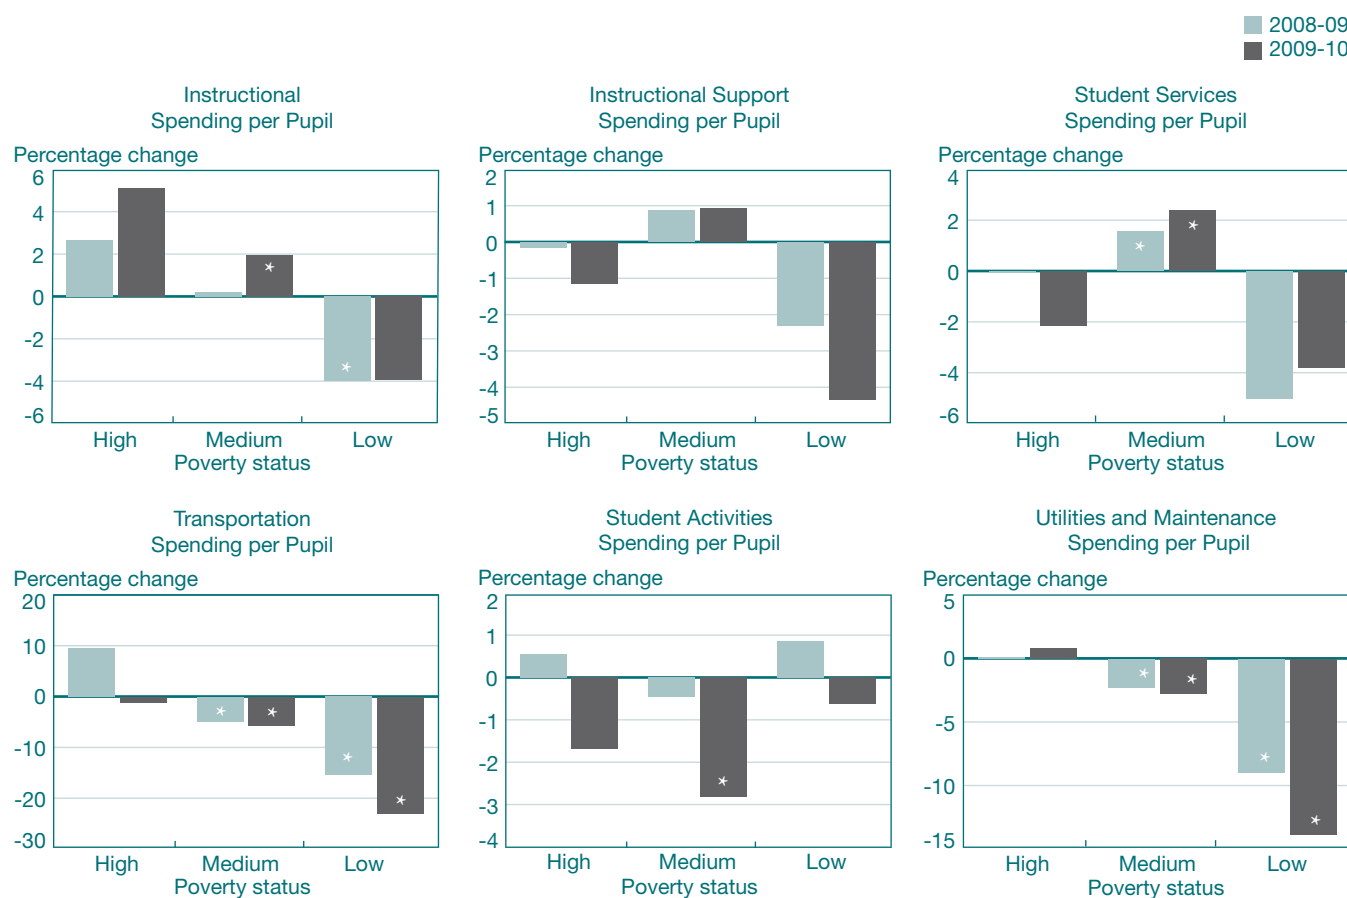 2008-09
2009-10
Instructional
Spending per Pupil
Percentage change
6
4
2
0
-2
-4
-6
High Medium Low
Poverty status
*
*
Instructional Support
Spending per Pupil
Percentage change
2
1
0
-1
-2
-3
-4
-5
High Medium Low
Poverty status
Student Services
Spending per Pupil
Percentage change
4
2
0
-2
-4
-6
High Medium Low
Poverty status
*
*
Transportation
Spending per Pupil
Percentage change
20
10
0
-10
-20
-30
High Medium Low
Poverty status
*
*
*
*
Student Activities
Spending per Pupil
Percentage change
2
1
0
-1
-2
-3
-4
High Medium Low
Poverty status
*
Utilities and Maintenance
Spending per Pupil
Percentage change
5
0
-5
-10
-15
High Medium Low
Poverty status
*
*
*
*